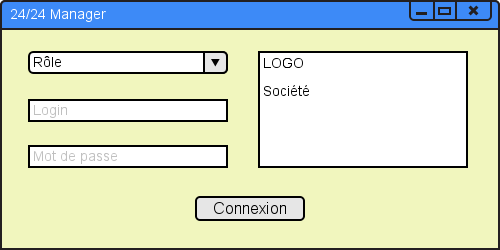 24/24 Manager
Rôle
Login
Mot de passe
LOGO
Société
Connexion